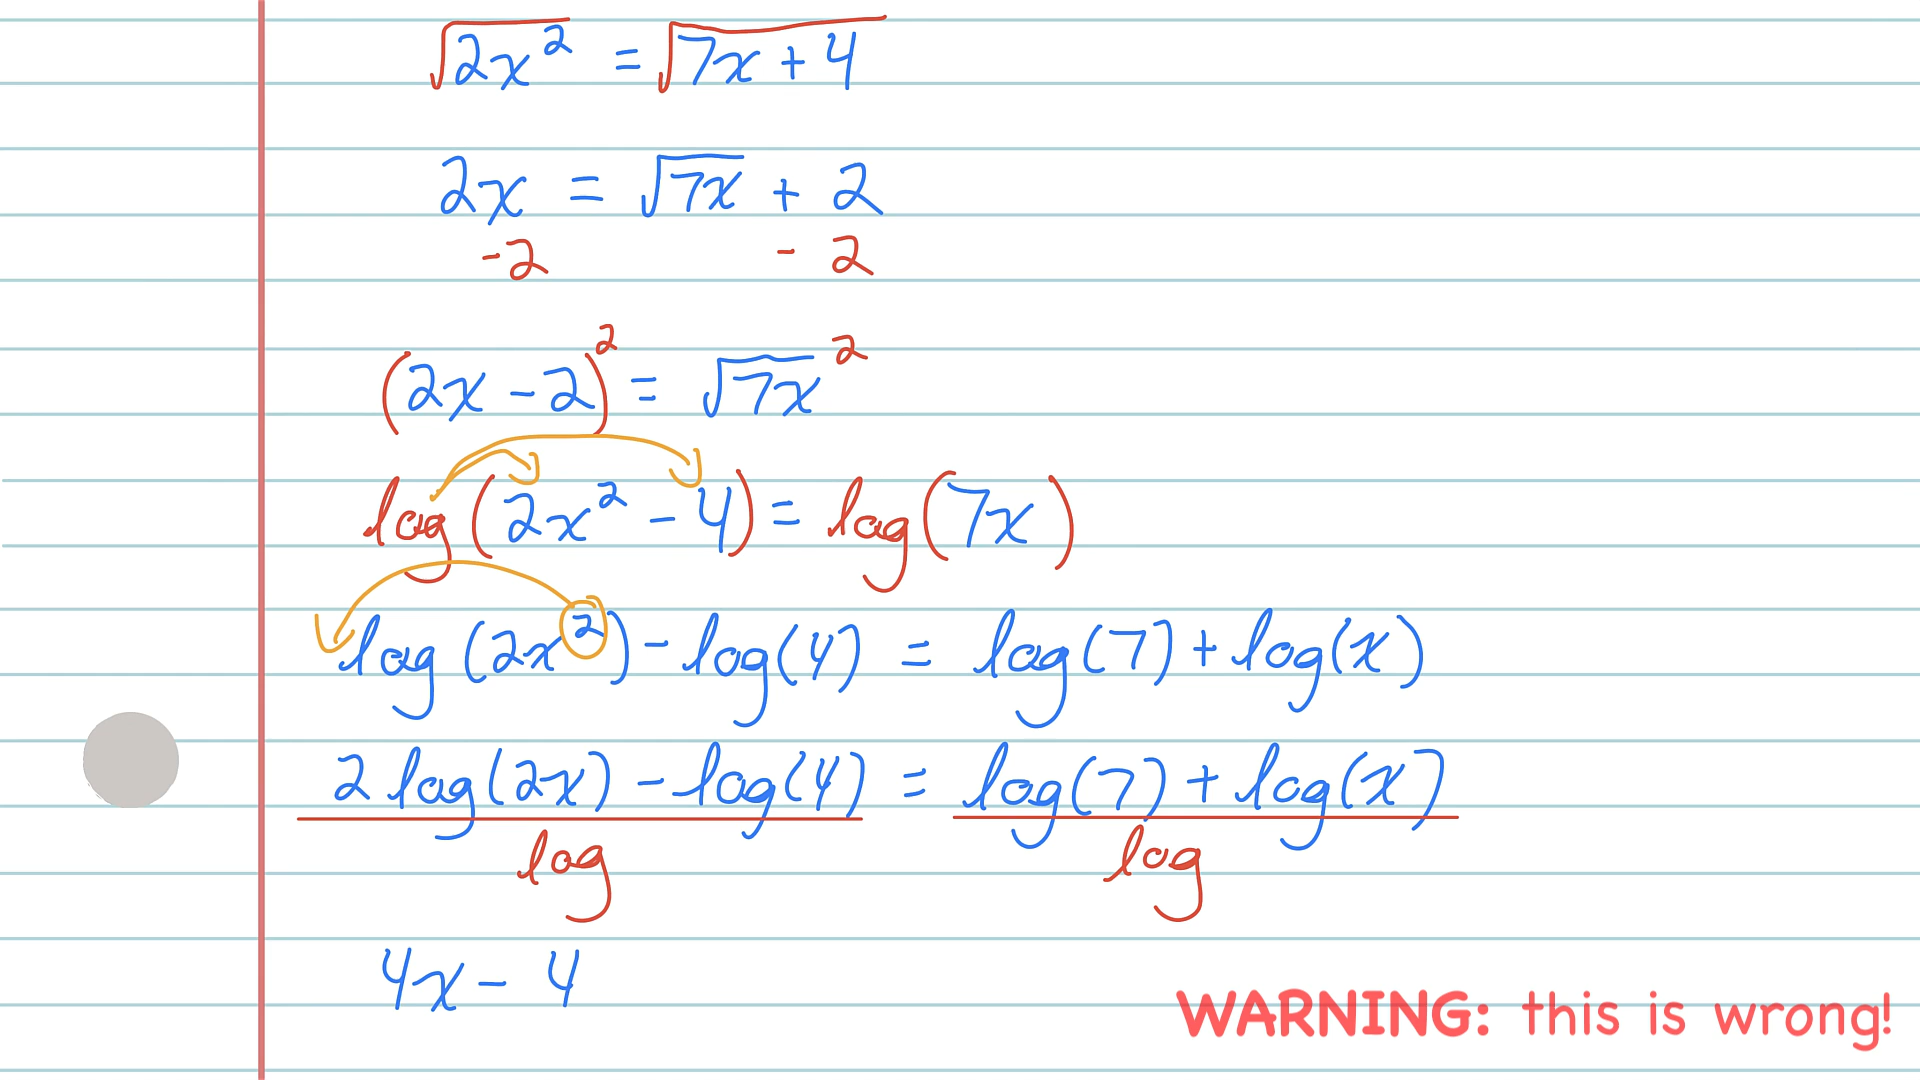 √2x² = √7x + 4
2x = √7x + 2
-2 - 2
(2x - 2)² = √7x²
log(2x² - 4) = log(7x)
log(2x²) - log(4) = log(7) + log(x)
2 log(2x) - log(4) = log(7) + log(x)
log log
4x - 4
WARNING: this is wrong!